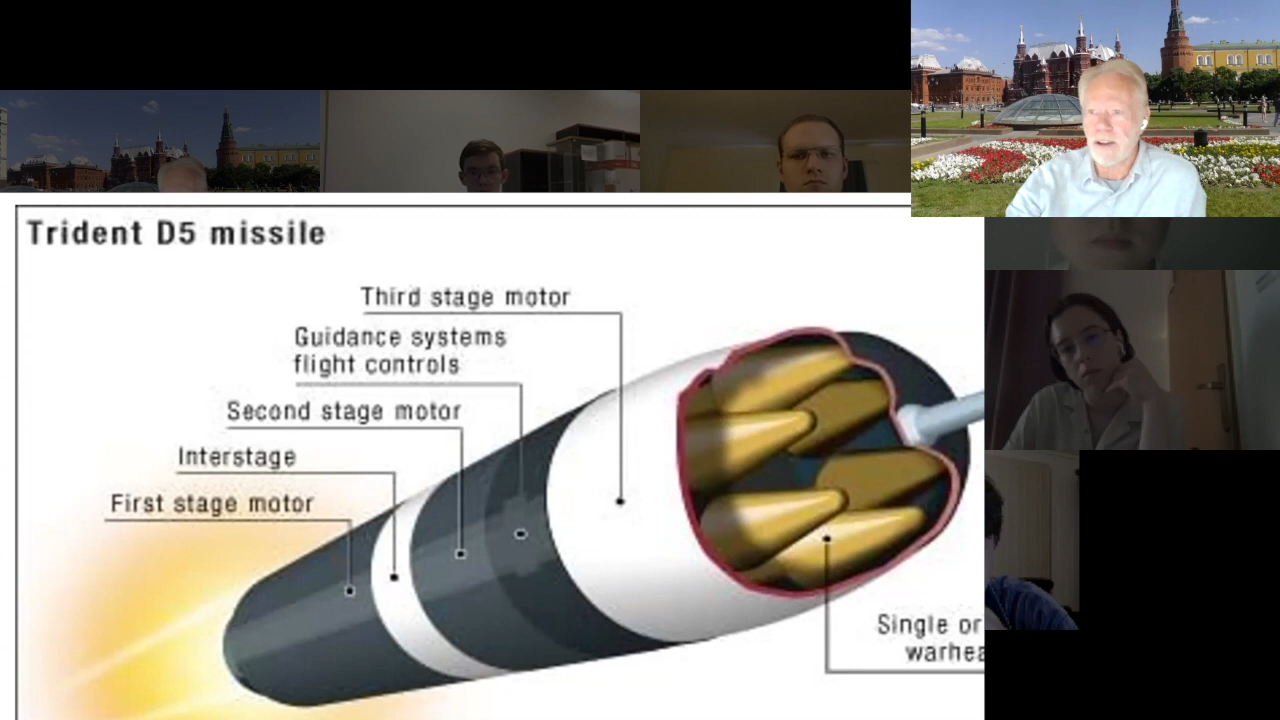 Trident D5 missile
Third stage motor
Guidance systems
flight controls
Second stage motor
Interstage
First stage motor
Single or
warhea